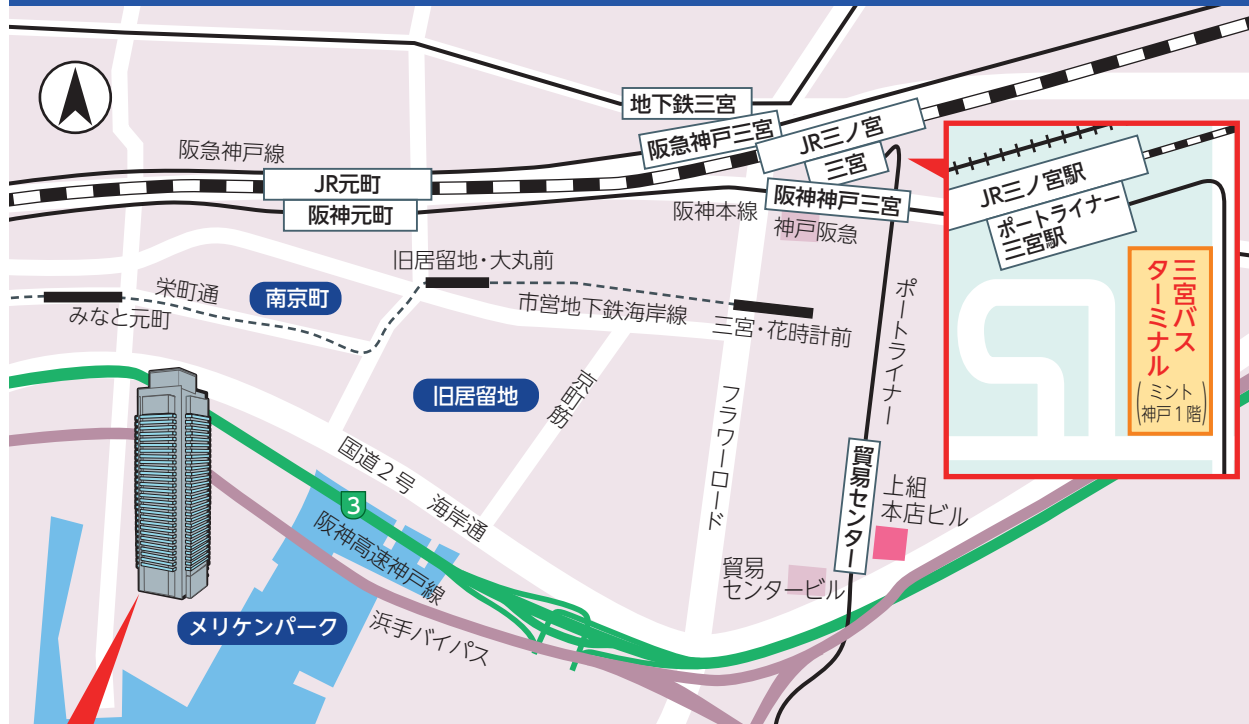 地下鉄三宮
阪急神戸三宮
JR三ノ宮
三宮
阪急神戸線
JR元町
阪神元町
阪神本線
阪神神戸三宮
神戸阪急
JR三ノ宮駅
ポートライナー
三宮駅
三宮バス
ターミナル
(ミント
神戸1階)
旧居留地・大丸前
栄町通
南京町
みなと元町
市営地下鉄海岸線
三宮・花時計前
ポートライナー
旧居留地
京町筋
フラワーロード
国道2号 海岸通
3
阪神高速神戸線
貿易センター
上組
本店ビル
貿易
センタービル
メリケンパーク
浜手バイパス